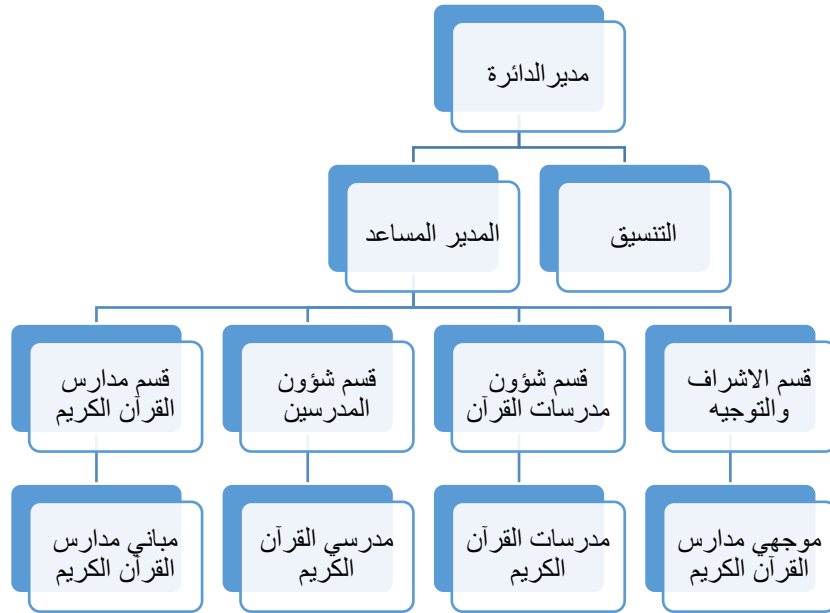 مديرالدائرة
التنسيق
المدير المساعد
قسم الاشراف
والتوجيه
قسم شؤون
مدرسات القرآن
قسم شؤون
المدرسين
قسم مدارس
القرآن الكريم
موجهي مدارس
القرآن الكريم
مدرسات القرآن
الكريم
مدرسي القرآن
الكريم
مباني مدارس
القرآن الكريم